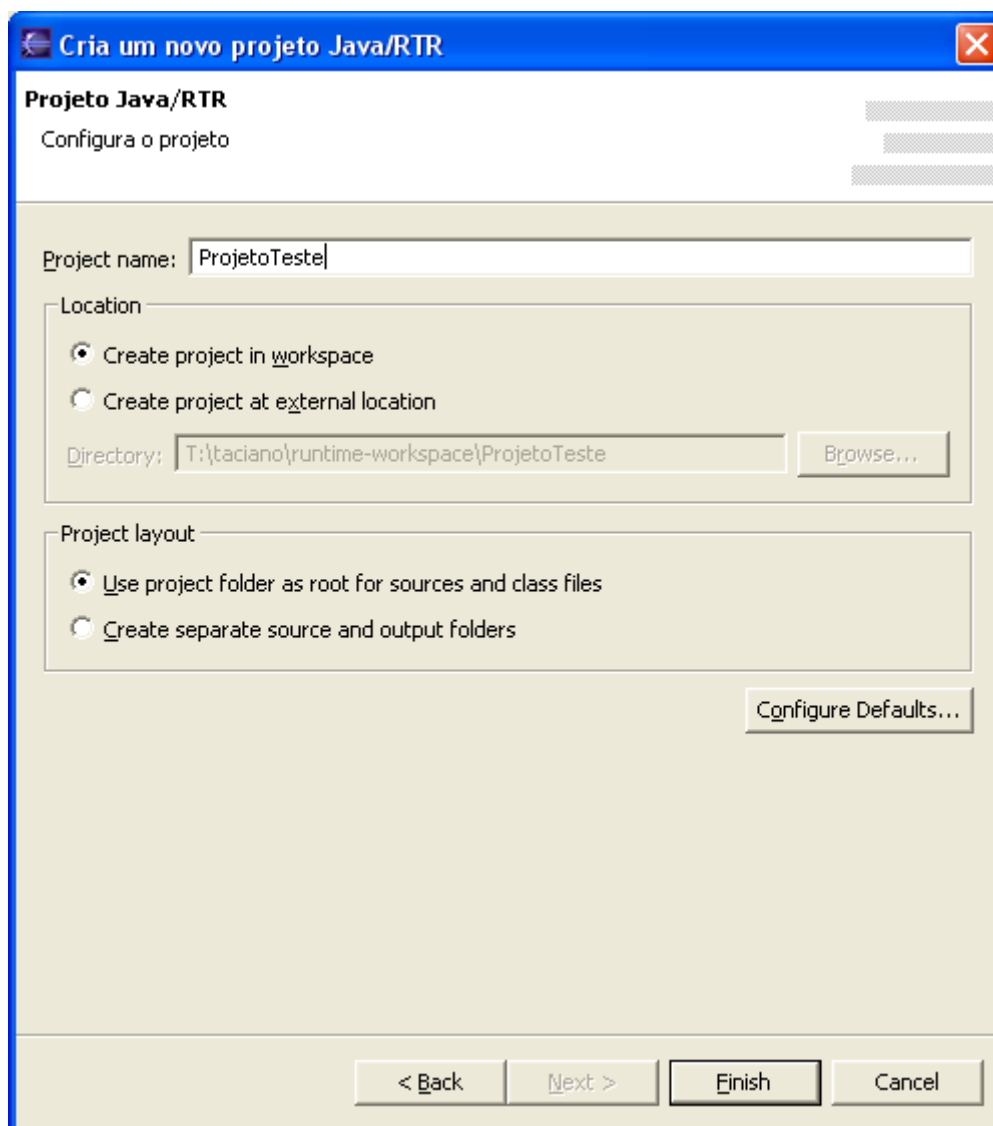 Cria um novo projeto Java/RTR
Projeto Java/RTR
Configura o projeto
Project name: ProjetoTeste
Location
Create project in workspace
Create project at external location
Directory: T:\taciano\runtime-workspace\ProjetoTeste Browse...
Project layout
Use project folder as root for sources and class files
Create separate source and output folders
Configure Defaults...
< Back Next > Finish Cancel